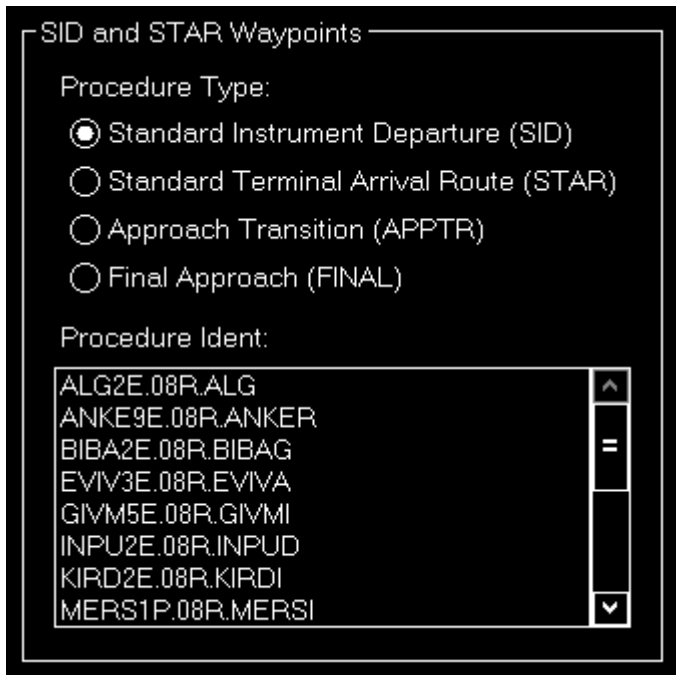 SID and STAR Waypoints
Procedure Type:
Standard Instrument Departure (SID)
Standard Terminal Arrival Route (STAR)
Approach Transition (APPTR)
Final Approach (FINAL)
Procedure Ident:
ALG2E.08R.ALG
ANKE9E.08R.ANKER
BIBA2E.08R.BIBAG
EVIV3E.08R.EVIVA
GIVM5E.08R.GIVMI
INPU2E.08R.INPUD
KIRD2E.08R.KIRDI
MERS1P.08R.MERSI